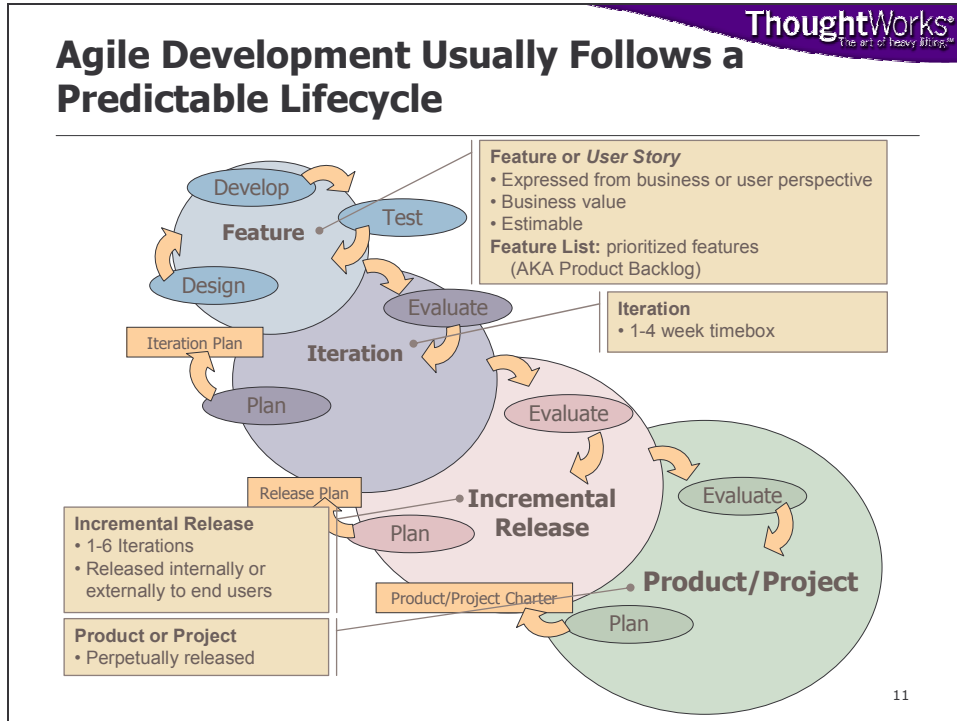 ThoughtWorks®
The art of heavy lifting.℠
Agile Development Usually Follows a
Predictable Lifecycle
Feature or User Story
• Expressed from business or user perspective
• Business value
• Estimable
Feature List: prioritized features
(AKA Product Backlog)
Develop
Test
Feature
Design
Evaluate
Iteration
• 1-4 week timebox
Iteration Plan
Iteration
Plan
Evaluate
Release Plan
Incremental
Release
Plan
Evaluate
Incremental Release
• 1-6 Iterations
• Released internally or
externally to end users
Product/Project
Product/Project Charter
Plan
Product or Project
• Perpetually released
11